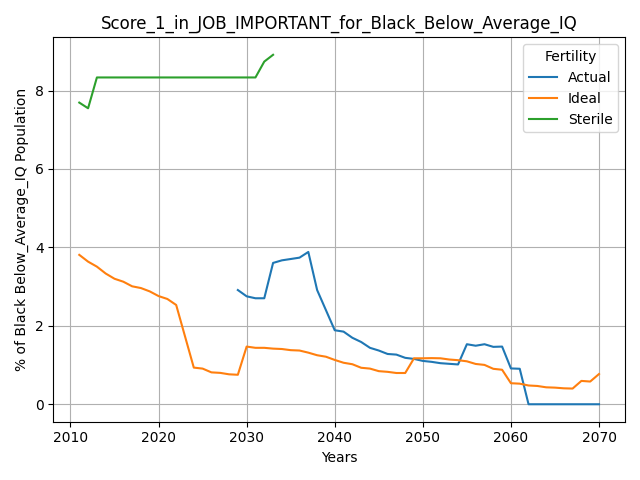 Score_1_in_JOB_IMPORTANT_for_Black_Below_Average_IQ
Fertility
Actual
Ideal
Sterile
% of Black Below_Average_IQ Population
8
6
4
2
0
2010 2020 2030 2040 2050 2060 2070
Years